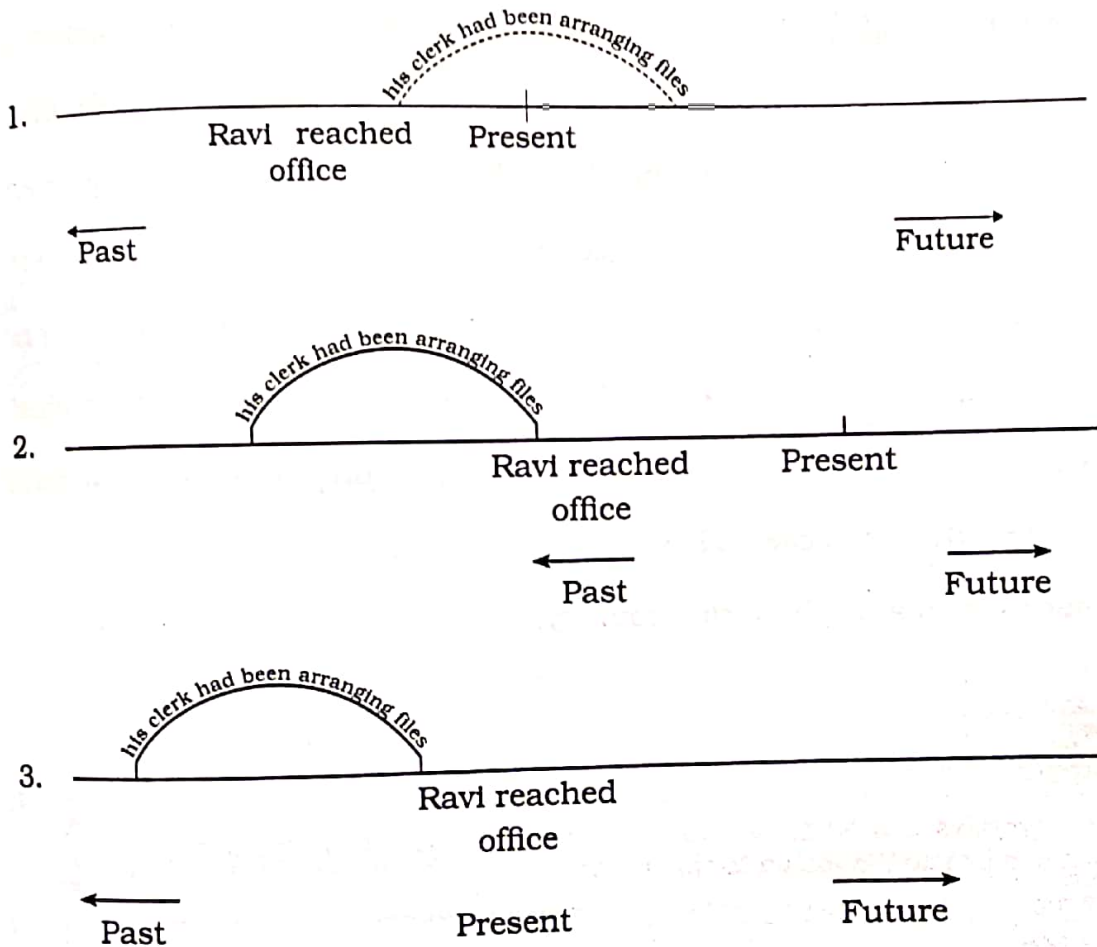 his clerk had been arranging files
1.
Ravi reached Present
office
Past Future
his clerk had been arranging files
2.
Ravi reached Present
office
Past Future
his clerk had been arranging files
3.
Ravi reached
office
Past Present Future